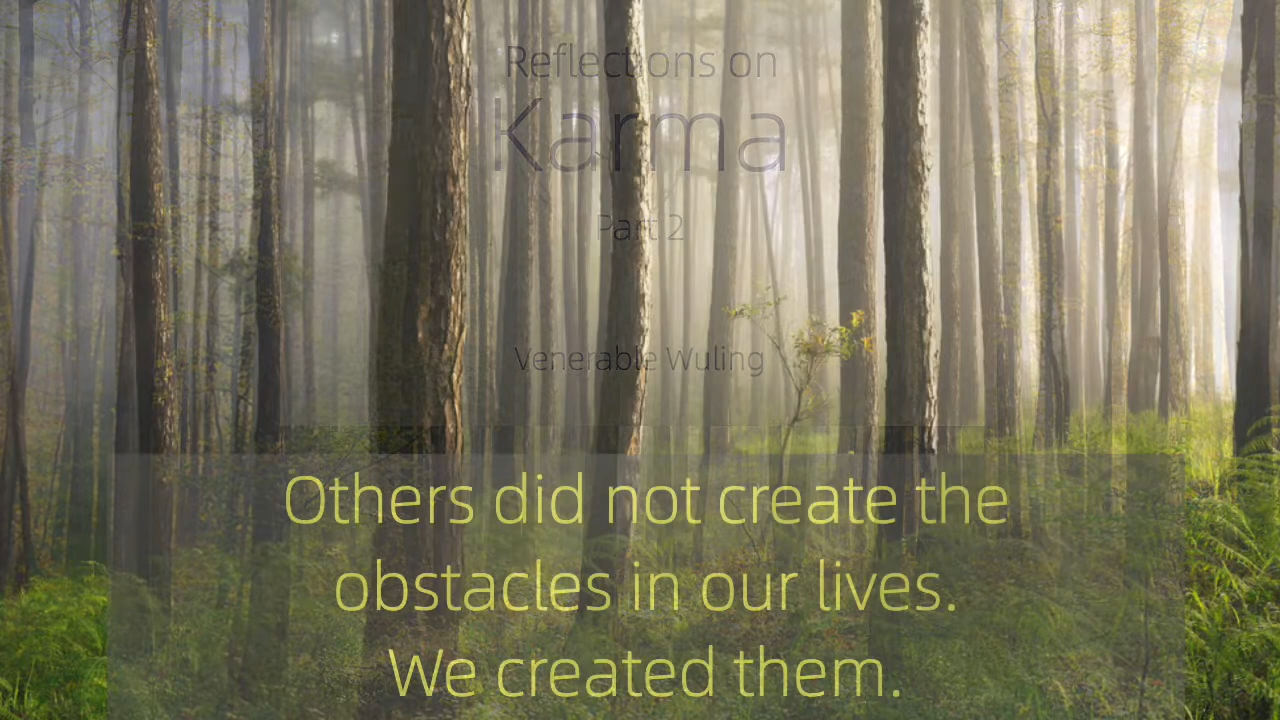 Reflections on
Karma
Part 2
Venerable Wuling
Others did not create the
obstacles in our lives.
We created them.